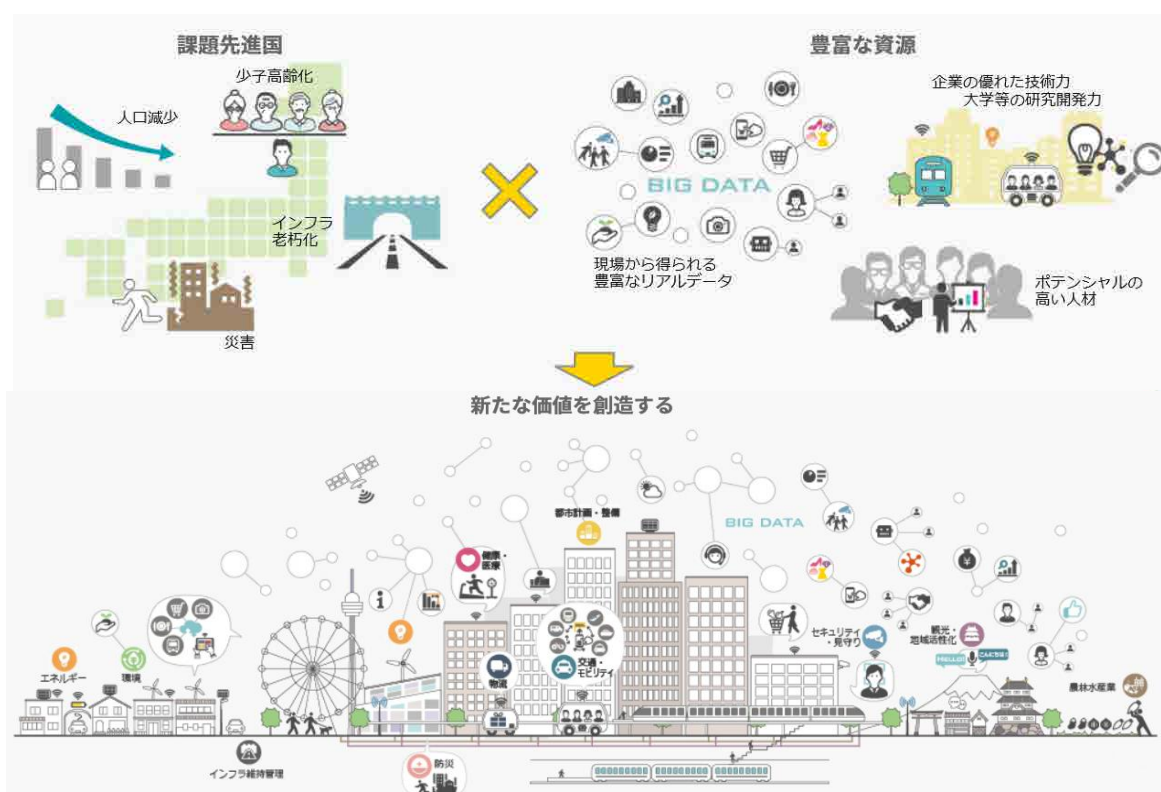 課題先進国
少子高齢化
人口減少
インフラ
老朽化
災害
豊富な資源
企業の優れた技術力
大学等の研究開発力
BIG DATA
現場から得られる
豊富なリアルデータ
ポテンシャルの
高い人材
新たな価値を創造する
都市計画・整備
BIG DATA
健康・
医療
i
¥
セキュリティ
・見守り
観光・
地域活性化
HELLO!
こんにちは!
エネルギー
環境
物流
交通・
モビリティ
農林水産業
インフラ維持管理
防災